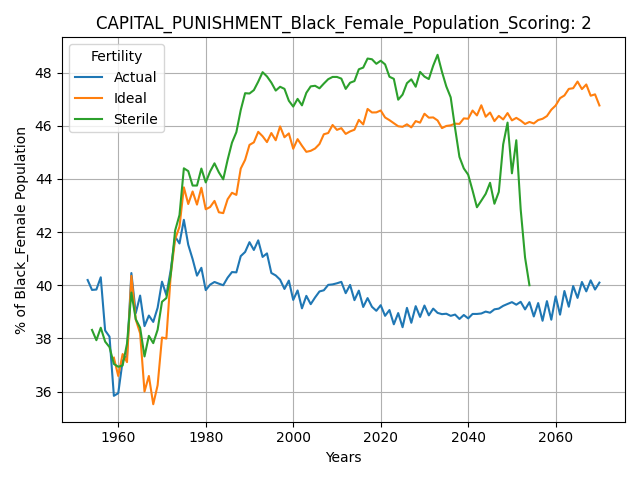 CAPITAL_PUNISHMENT_Black_Female_Population_Scoring: 2
Fertility
Actual
Ideal
Sterile
% of Black_Female Population
48
46
44
42
40
38
36
1960
1980
2000
2020
2040
2060
Years